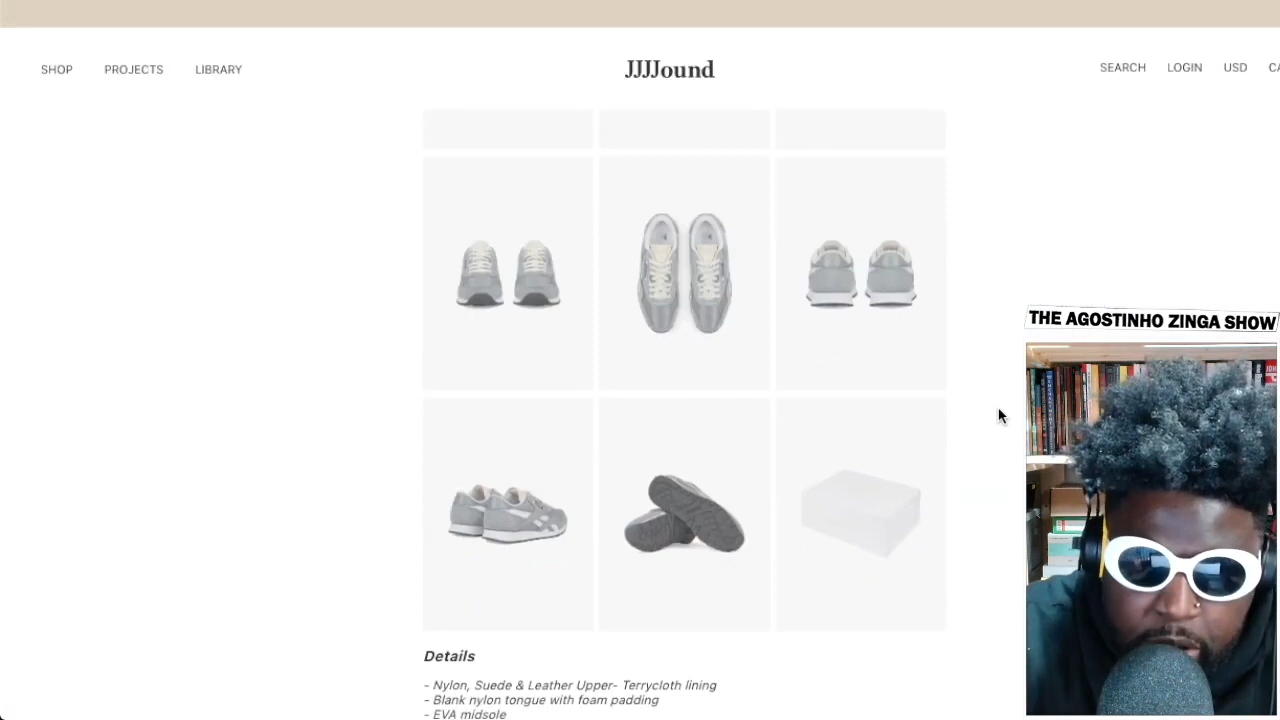 SHOP PROJECTS LIBRARY JJJJound SEARCH LOGIN USD
THE AGOSTINHO ZINGA SHOW
Details
- Nylon, Suede & Leather Upper- Terrycloth lining
- Blank nylon tongue with foam padding
- EVA midsole